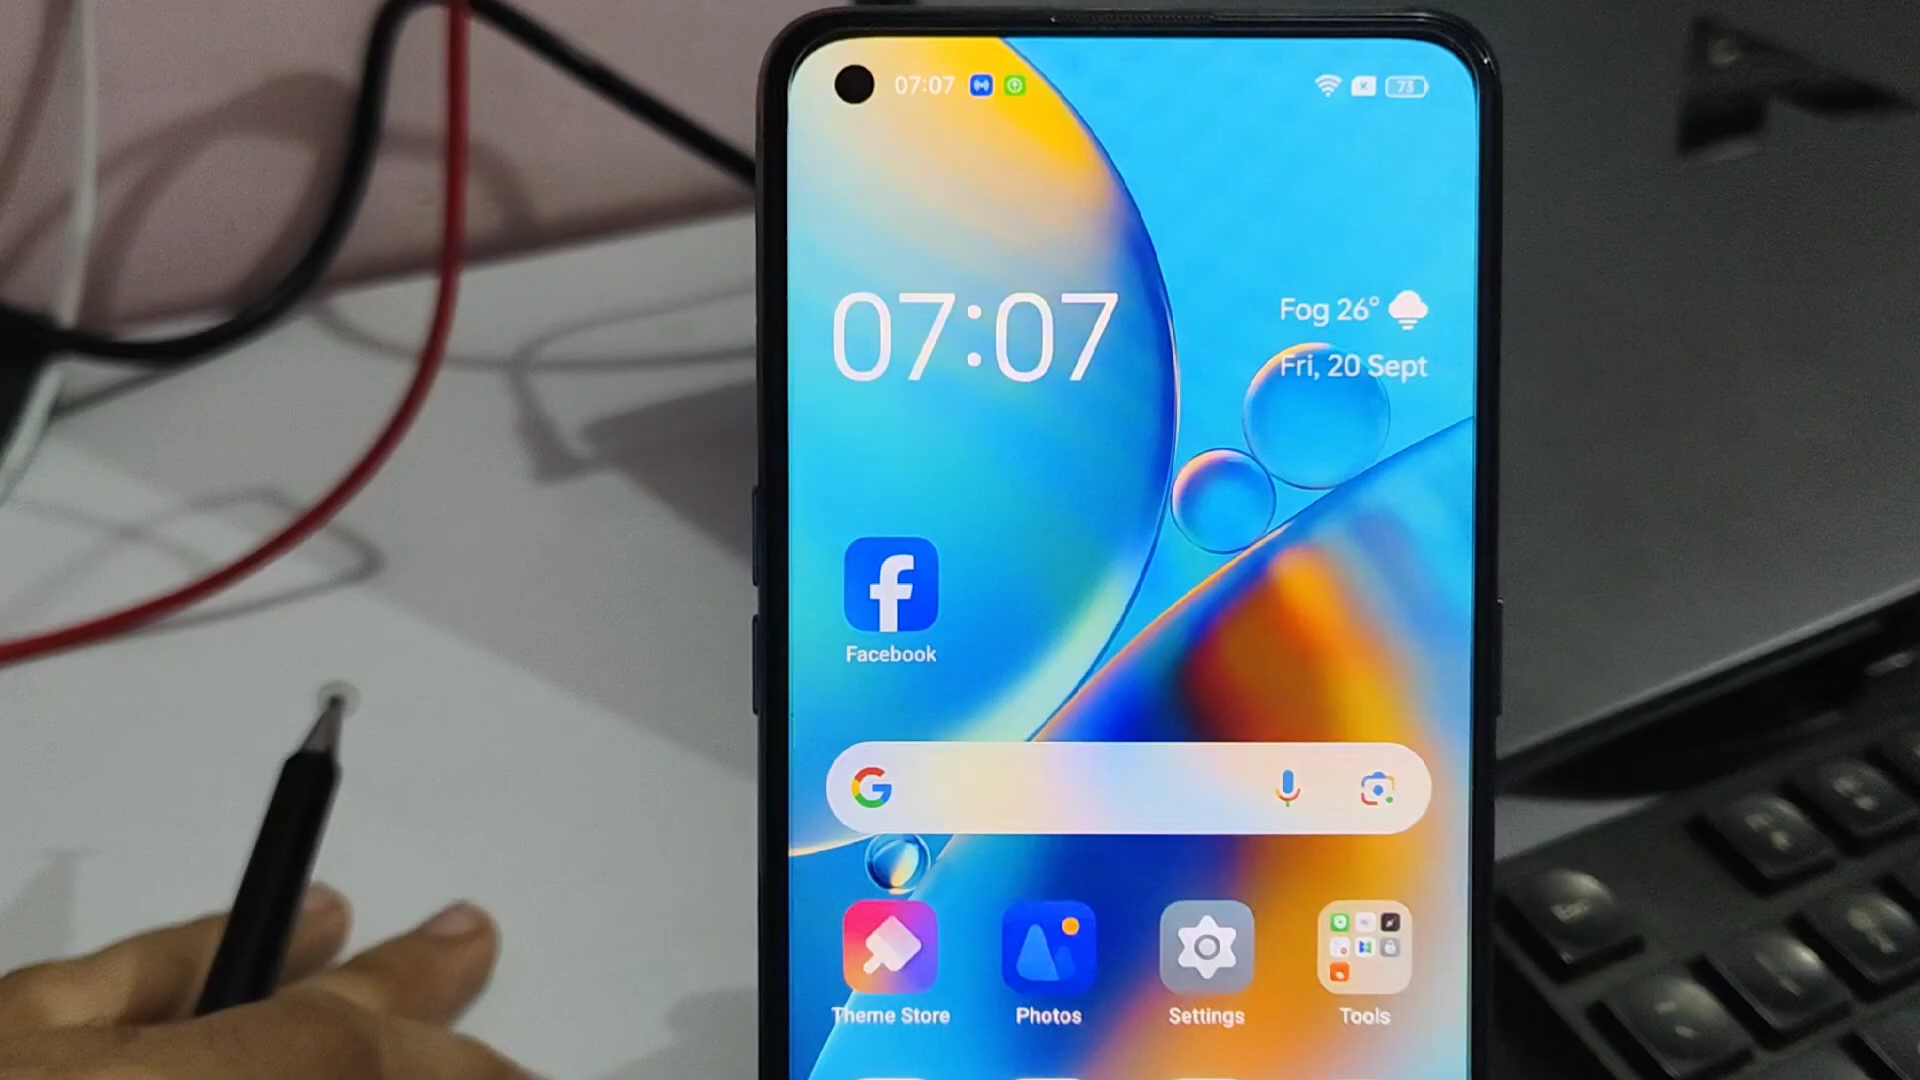 07:07
73
07:07
Fog 26°
Fri, 20 Sept
Facebook
Theme Store
Photos
Settings
Tools